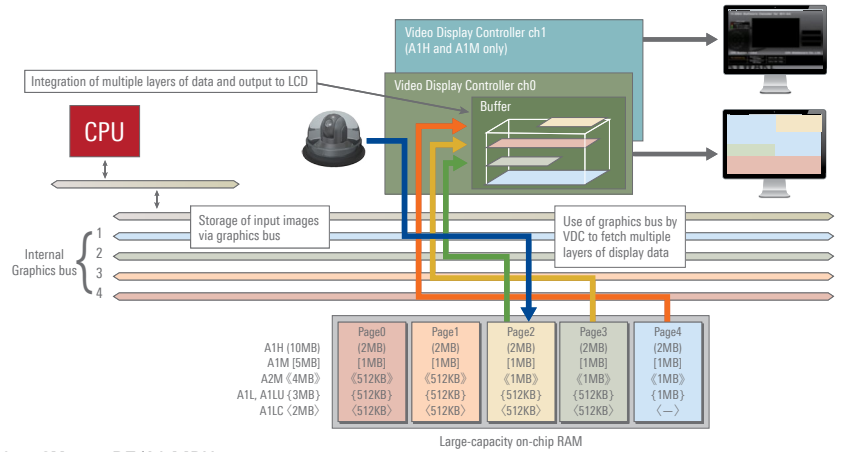 Video Display Controller ch1
(A1H and A1M only)
Integration of multiple layers of data and output to LCD
Video Display Controller ch0
Buffer
CPU
Storage of input images
via graphics bus
Use of graphics bus by
VDC to fetch multiple
layers of display data
Internal
Graphics bus
1
2
3
4
Page0 Page1 Page2 Page3 Page4
A1H (10MB) (2MB) (2MB) (2MB) (2MB) (2MB)
A1M [5MB] [1MB] [1MB] [1MB] [1MB] [1MB]
A2M 《4MB》 《512KB》 《512KB》 《1MB》 《1MB》 《1MB》
A1L, A1LU {3MB} {512KB} {512KB} {512KB} {512KB} {1MB}
A1LC 〈2MB〉 〈512KB〉 〈512KB〉 〈512KB〉 〈512KB〉 〈—〉
Large-capacity on-chip RAM